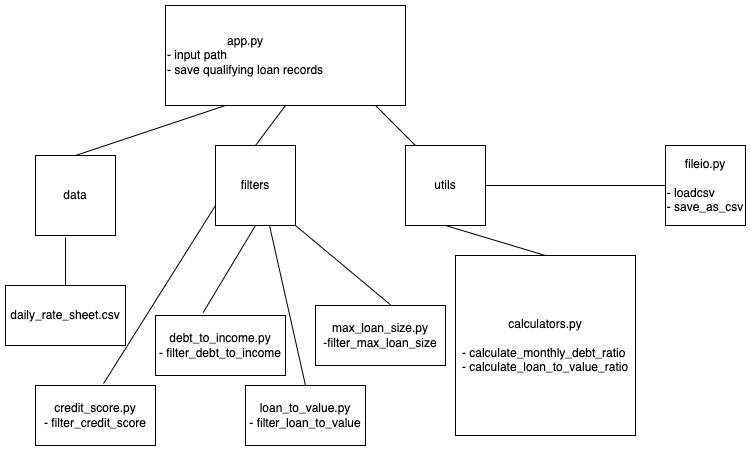 app.py
- input path
- save qualifying loan records
data
filters
utils
fileio.py
- loadcsv
- save_as_csv
daily_rate_sheet.csv
debt_to_income.py
- filter_debt_to_income
max_loan_size.py
-filter_max_loan_size
calculators.py
- calculate_monthly_debt_ratio
- calculate_loan_to_value_ratio
credit_score.py
- filter_credit_score
loan_to_value.py
- filter_loan_to_value